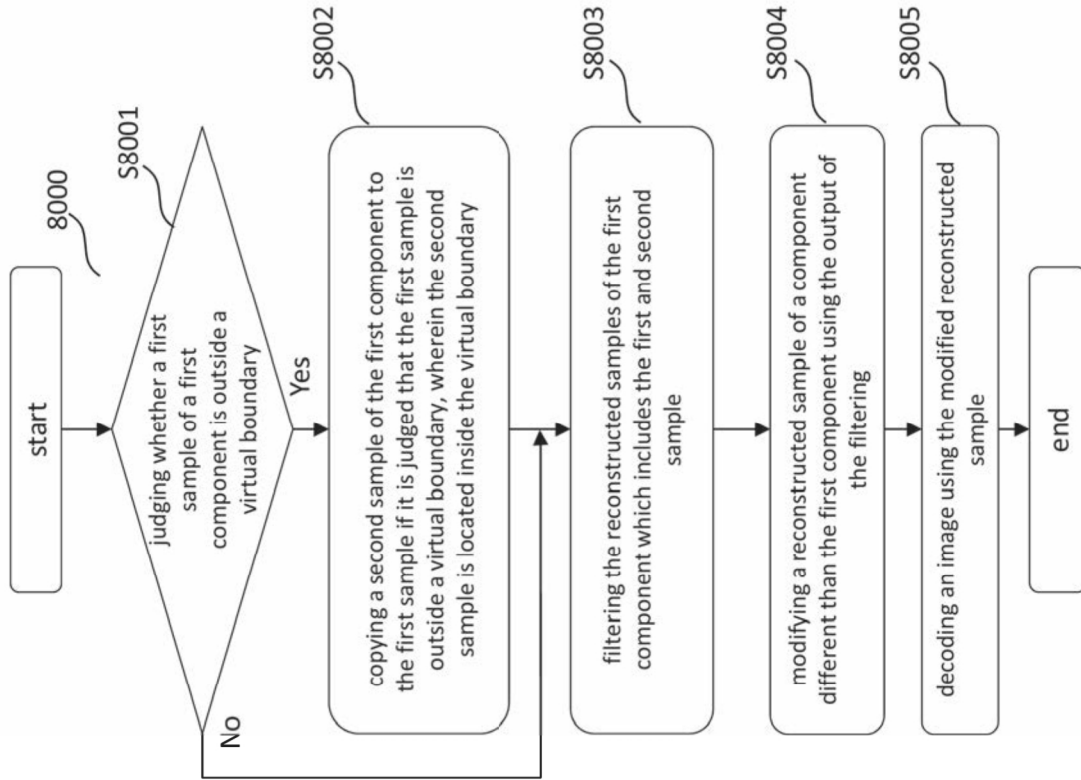 start
8000
S8001
judging whether a first
sample of a first
component is outside a
virtual boundary
Yes
No
S8002
copying a second sample of the first component to
the first sample if it is judged that the first sample is
outside a virtual boundary, wherein the second
sample is located inside the virtual boundary
S8003
filtering the reconstructed samples of the first
component which includes the first and second
sample
S8004
modifying a reconstructed sample of a component
different than the first component using the output of
the filtering
S8005
decoding an image using the modified reconstructed
sample
end